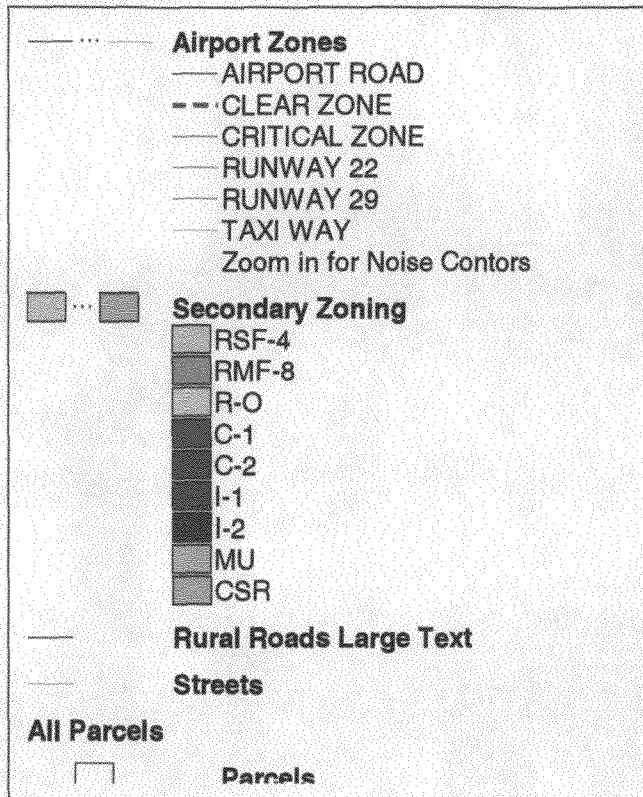 Airport Zones
AIRPORT ROAD
CLEAR ZONE
CRITICAL ZONE
RUNWAY 22
RUNWAY 29
TAXI WAY
Zoom in for Noise Contors
Secondary Zoning
RSF-4
RMF-8
R-O
C-1
C-2
I-1
I-2
MU
CSR
Rural Roads Large Text
Streets
All Parcels
Parcels